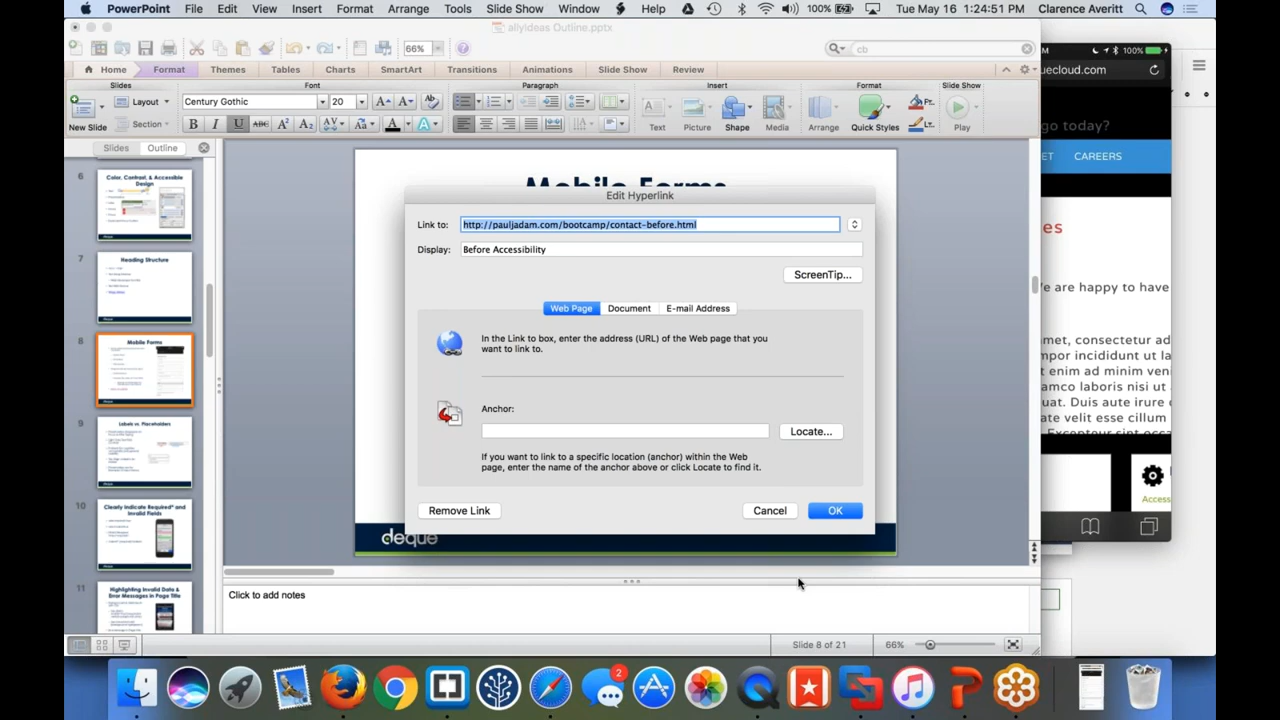 PowerPoint File Edit View Insert Format Arrange Tools Slide Show Window Help 100% Tue May 16 1:24:51 PM Clarence Averitt
allyideas Outline.pptx
66% cb
Home Format Themes Tables Charts SmartArt Transitions Animations Slide Show Review
Slides Font Paragraph Insert Format Slide Show
New Slide Layout Section Century Gothic 20 Text Picture Shape Media Arrange Quick Styles Play
B I U ABC A² A₂ AV Aa A A
Slides Outline
6 Color, Contrast, & Accessible
Design
7 Heading Structure
8 Mobile Forms
9 Labels vs. Placeholders
10 Clearly Indicate Required* and
Invalid Fields
11 Highlighting Invalid Data &
Error Messages in Page Title
Mobile Forms
Edit Hyperlink
Link to: http://pauljadam.com/bootcamp/contact-before.html
Display: Before Accessibility
ScreenTip...
Web Page Document E-mail Address
In the Link to box, enter the address (URL) of the Web page that you
want to link to.
Anchor:
Locate...
If you want to link to a specific location (anchor) within the Web
page, enter the name of the anchor above or click Locate to find it.
Remove Link Cancel OK
deque
Click to add notes
Slide 8 of 21 66%
M 100%
uecloud.com
go today?
ET CAREERS
es
e are happy to have
met, consectetur ad
mpor incididunt ut la
t enim ad minim ven
amco laboris nisi ut
. Duis aute irure d
ate velit esse cillum
Access
2